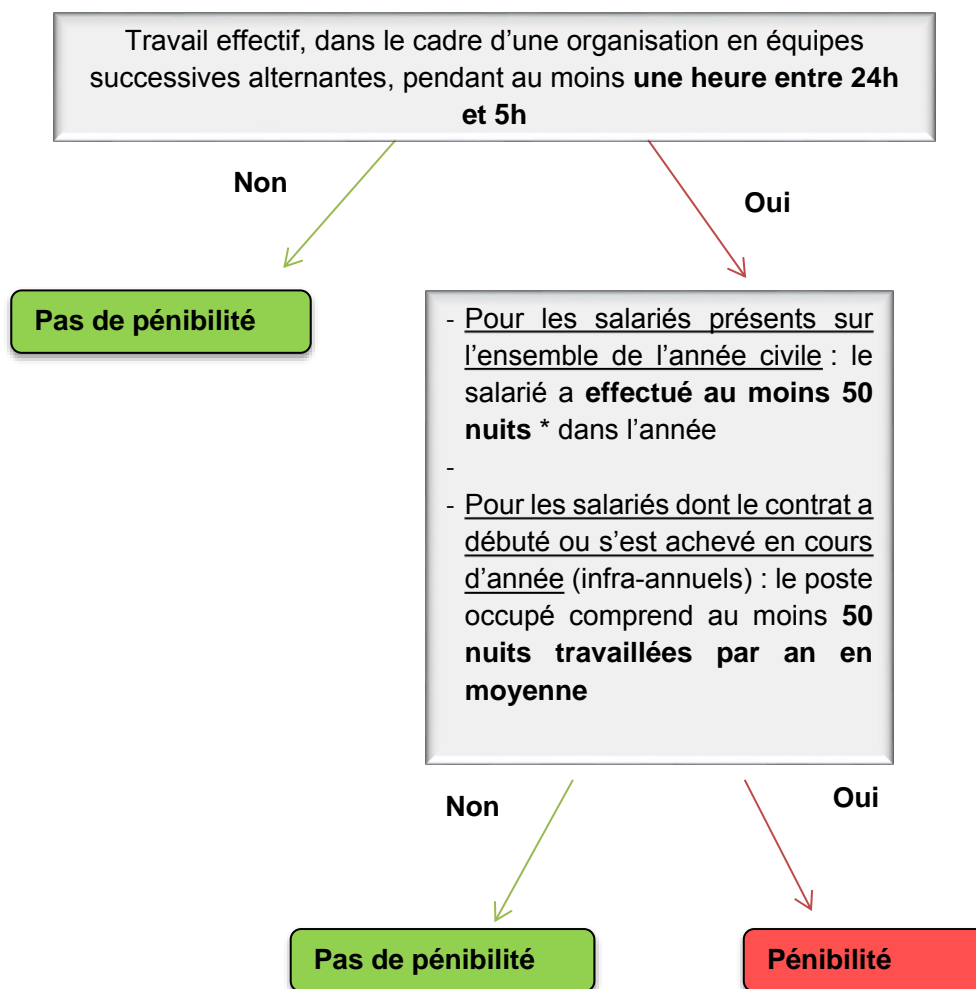 Travail effectif, dans le cadre d’une organisation en équipes
successives alternantes, pendant au moins une heure entre 24h
et 5h
Non
Oui
Pas de pénibilité
- Pour les salariés présents sur
l’ensemble de l’année civile : le
salarié a effectué au moins 50
nuits * dans l’année
-
- Pour les salariés dont le contrat a
débuté ou s’est achevé en cours
d’année (infra-annuels) : le poste
occupé comprend au moins 50
nuits travaillées par an en
moyenne
Non
Oui
Pas de pénibilité
Pénibilité